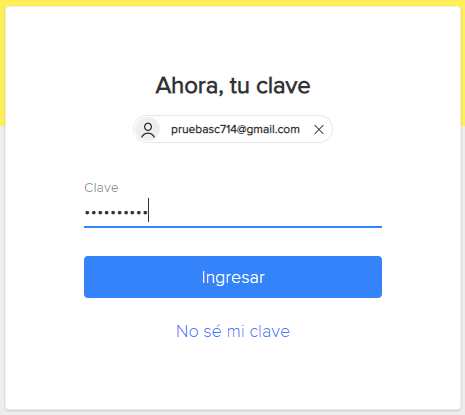 Ahora, tu clave
pruebasc714@gmail.com
Clave
••••••••••
Ingresar
No sé mi clave